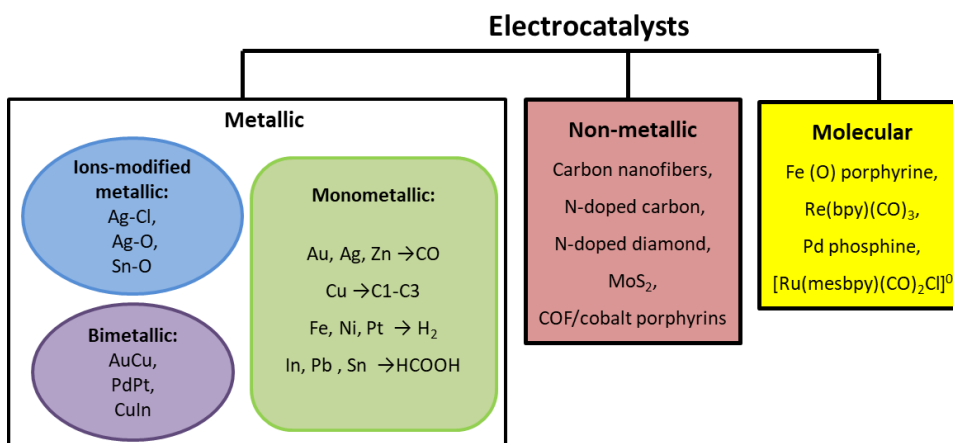 Electrocatalysts
Metallic
Ions-modified
metallic:
Ag-Cl,
Ag-O,
Sn-O
Bimetallic:
AuCu,
PdPt,
CuIn
Monometallic:
Au, Ag, Zn →CO
Cu →C1-C3
Fe, Ni, Pt → H₂
In, Pb , Sn →HCOOH
Non-metallic
Carbon nanofibers,
N-doped carbon,
N-doped diamond,
MoS₂,
COF/cobalt porphyrins
Molecular
Fe (O) porphyrine,
Re(bpy)(CO)₃,
Pd phosphine,
[Ru(mesbpy)(CO)₂Cl]⁰